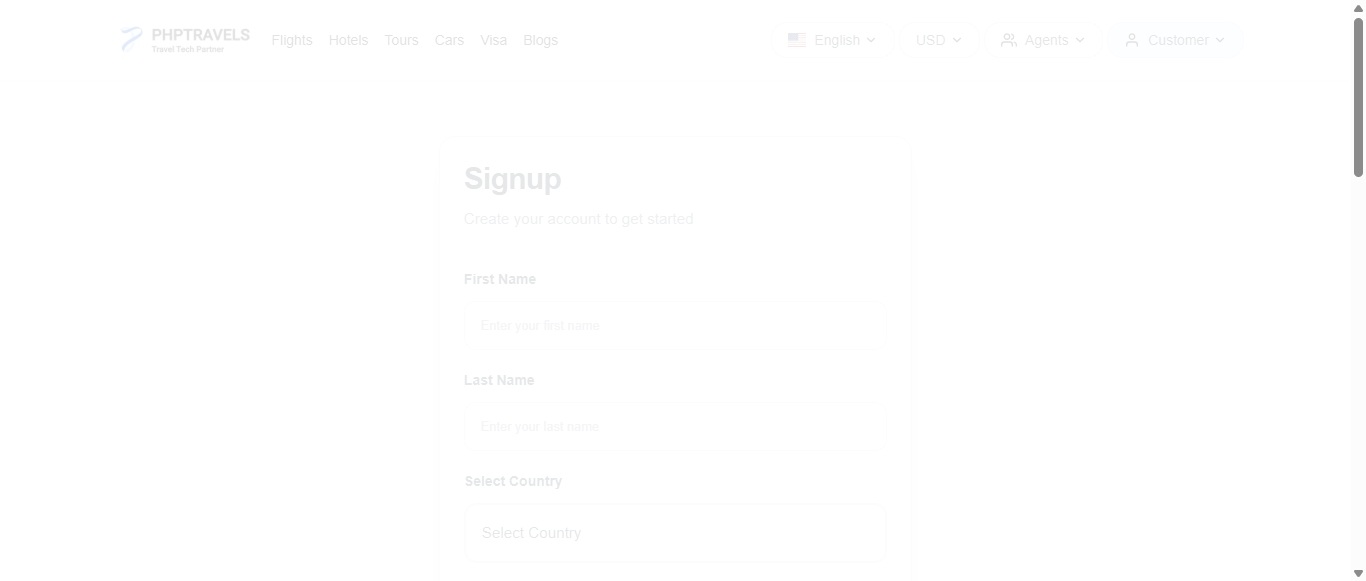 PHPTRAVELS
Travel Tech Partner
Flights Hotels Tours Cars Visa Blogs
English USD Agents Customer
Signup
Create your account to get started
First Name
Enter your first name
Last Name
Enter your last name
Select Country
Select Country